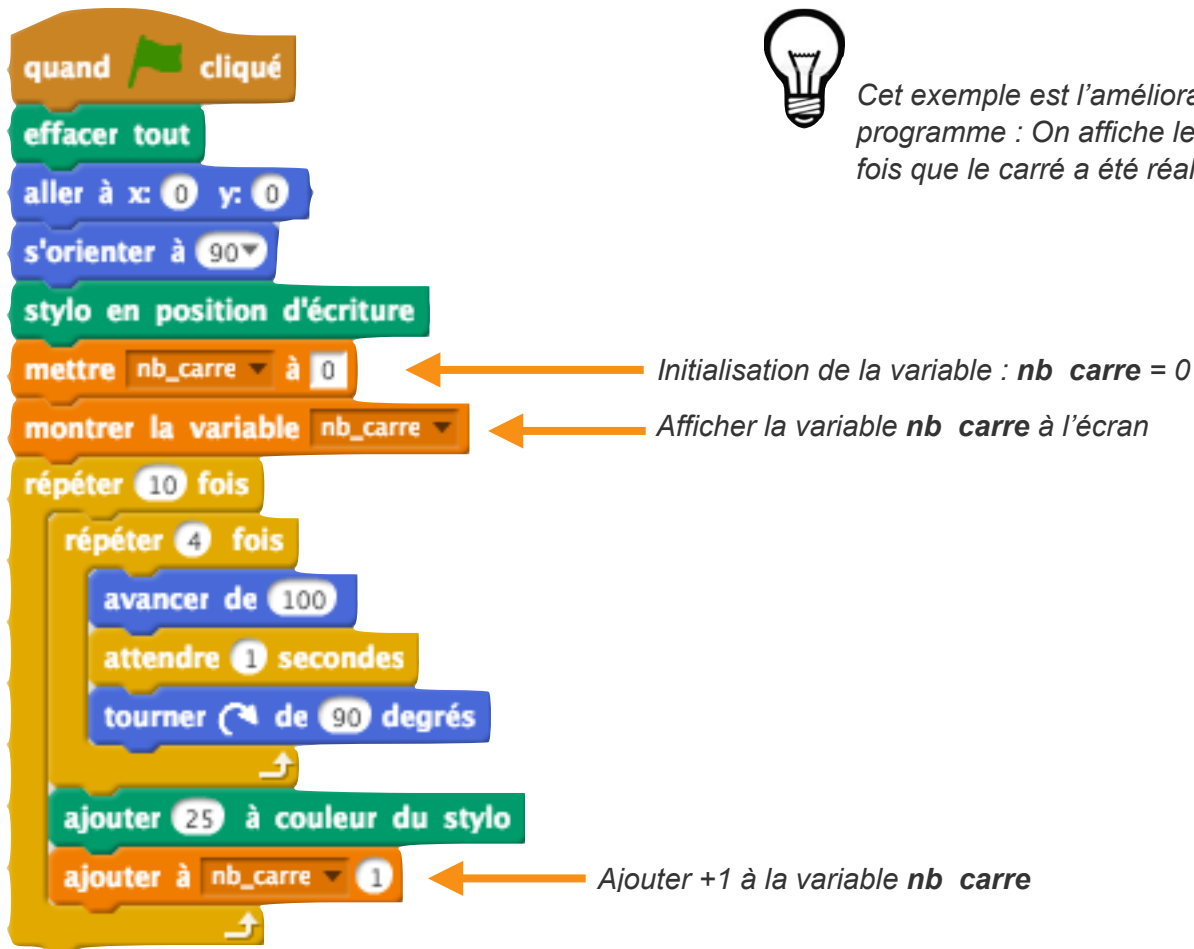 quand cliqué
effacer tout
aller à x: 0 y: 0
s'orienter à 90
stylo en position d'écriture
mettre nb_carre à 0
montrer la variable nb_carre
répéter 10 fois
répéter 4 fois
avancer de 100
attendre 1 secondes
tourner de 90 degrés
ajouter 25 à couleur du stylo
ajouter à nb_carre 1
Cet exemple est l'améliora
programme : On affiche le
fois que le carré a été réal
Initialisation de la variable : nb carre = 0
Afficher la variable nb carre à l'écran
Ajouter +1 à la variable nb carre